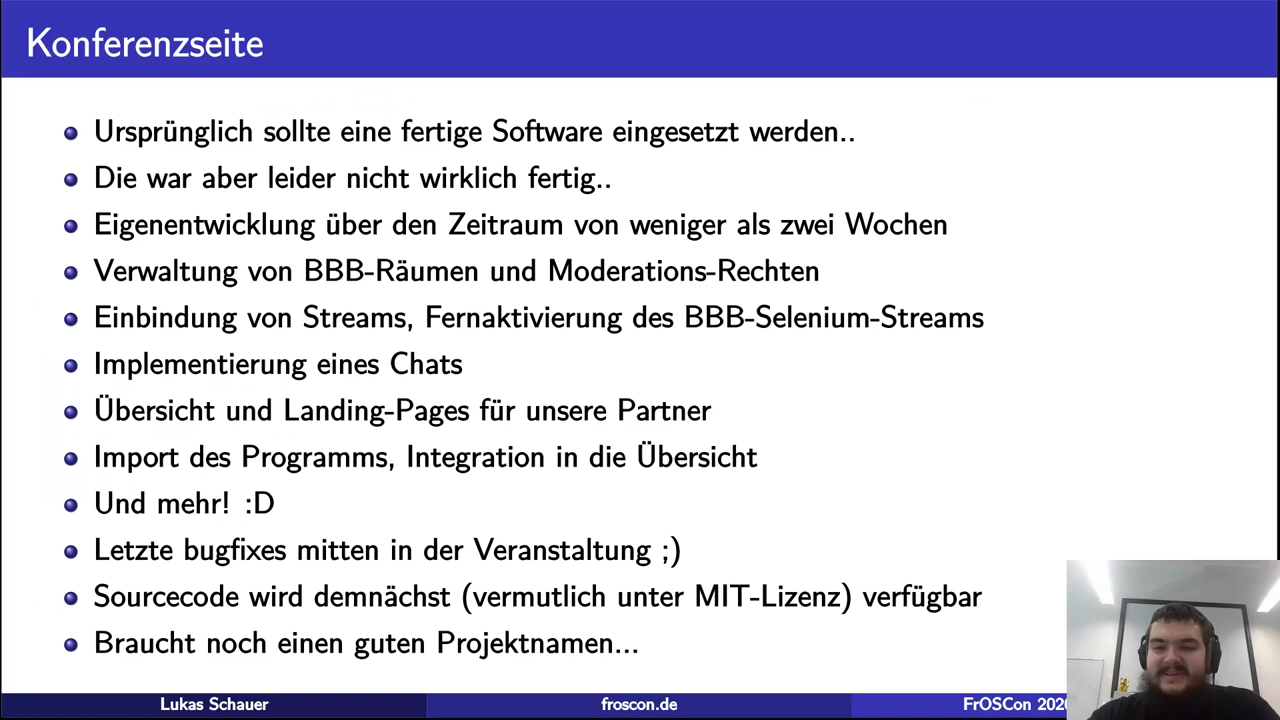 Konferenzseite
Ursprünglich sollte eine fertige Software eingesetzt werden..
Die war aber leider nicht wirklich fertig..
Eigenentwicklung über den Zeitraum von weniger als zwei Wochen
Verwaltung von BBB-Räumen und Moderations-Rechten
Einbindung von Streams, Fernaktivierung des BBB-Selenium-Streams
Implementierung eines Chats
Übersicht und Landing-Pages für unsere Partner
Import des Programms, Integration in die Übersicht
Und mehr! :D
Letzte bugfixes mitten in der Veranstaltung ;)
Sourcecode wird demnächst (vermutlich unter MIT-Lizenz) verfügbar
Braucht noch einen guten Projektnamen...
Lukas Schauer froscon.de FrOSCon